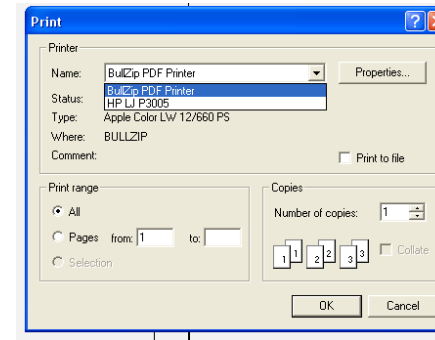 Print
Printer
Name: BullZip PDF Printer Properties...
BullZip PDF Printer
Status: HP LJ P3005
Type: Apple Color LW 12/660 PS
Where: BULLZIP
Comment: Print to file
Print range Copies
All Number of copies: 1
Pages from: 1 to:
1 1 2 2 3 3 Collate
Selection
OK Cancel